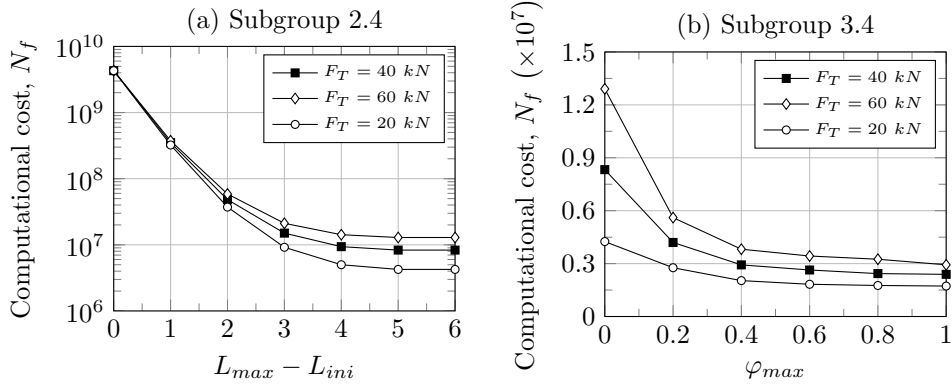 (a) Subgroup 2.4
Computational cost, N_f
10^10
10^9
10^8
10^7
10^6
F_T = 40 kN
F_T = 60 kN
F_T = 20 kN
0 1 2 3 4 5 6
L_max − L_ini
(b) Subgroup 3.4
Computational cost, N_f (×10^7)
1.5
1.2
0.9
0.6
0.3
0
F_T = 40 kN
F_T = 60 kN
F_T = 20 kN
0 0.2 0.4 0.6 0.8 1
φ_max